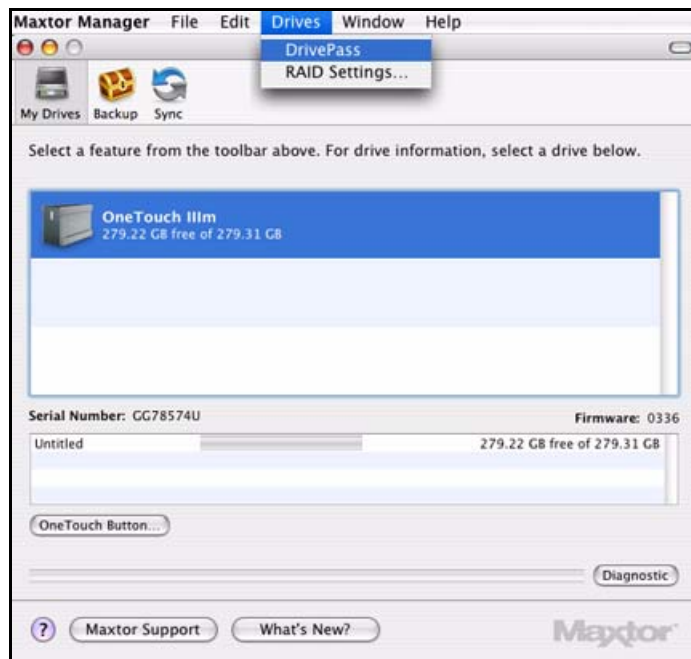 Maxtor Manager File Edit Drives Window Help
DrivePass
RAID Settings...
My Drives Backup Sync
Select a feature from the toolbar above. For drive information, select a drive below.
OneTouch IIIm
279.22 GB free of 279.31 GB
Serial Number: GG78574U Firmware: 0336
Untitled 279.22 GB free of 279.31 GB
OneTouch Button...
Diagnostic
? Maxtor Support What's New? Maxtor